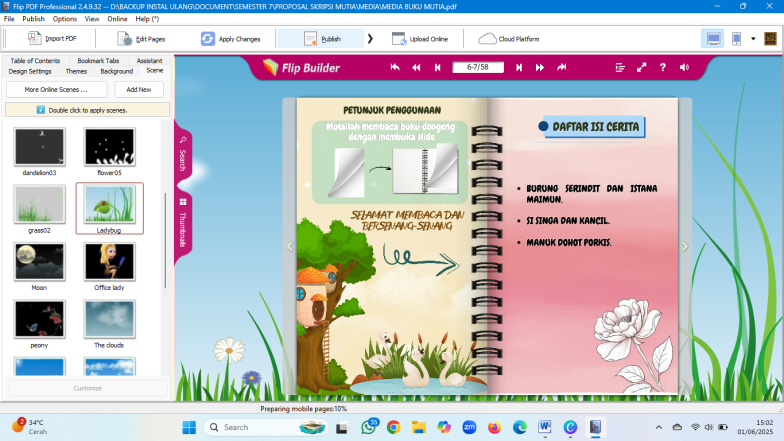 Flip PDF Professional 2.4.9.32 -- D:\BACKUP INSTAL ULANG\DOCUMENT\SEMESTER 7\PROPOSAL SKRIPSI MUTIA\MEDIA\MEDIA BUKU MUTIA.pdf
File Publish Options View Online Help (*)
Import PDF Edit Pages Apply Changes Publish Upload Online Cloud Platform
Table of Contents Bookmark Tabs Assistant
Design Settings Themes Background Scene
More Online Scenes ... Add New
Double click to apply scenes.
dandelion03 flower05
grass02 Ladybug
Moon Office lady
peony The clouds
Customize
Flip Builder
6-7/58
Search
Thumbnails
PETUNJUK PENGGUNAAN
Mulailah membaca buku dongeng
dengan membuka slide
SELAMAT MEMBACA DAN
BERSENANG-SENANG
DAFTAR ISI CERITA
• BURUNG SERINDIT DAN ISTANA
MAIMUN.
• SI SINGA DAN KANCIL.
• MANUK DOHOT PORKIS.
Preparing mobile pages:10%
2
34°C
Cerah
Search
35
zm
15:02
01/06/2025